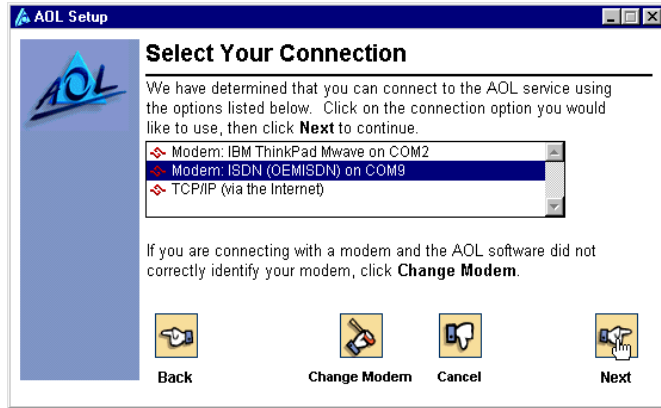 AOL Setup
AOL
Select Your Connection
We have determined that you can connect to the AOL service using
the options listed below. Click on the connection option you would
like to use, then click Next to continue.
Modem: IBM ThinkPad Mwave on COM2
Modem: ISDN (OEMISDN) on COM9
TCP/IP (via the Internet)
If you are connecting with a modem and the AOL software did not
correctly identify your modem, click Change Modem.
Back Change Modem Cancel Next